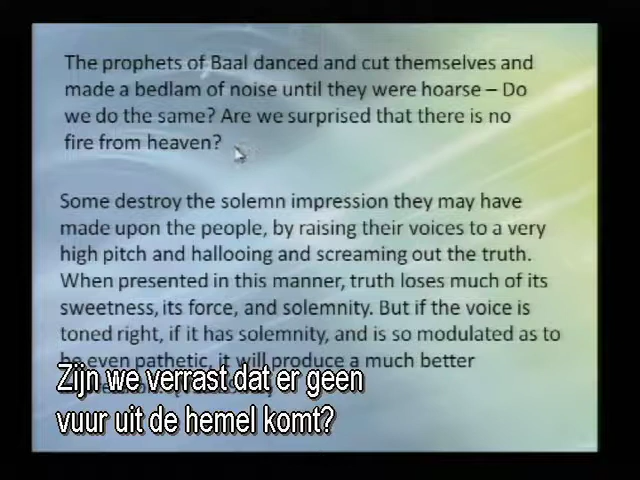 The prophets of Baal danced and cut themselves and
made a bedlam of noise until they were hoarse – Do
we do the same? Are we surprised that there is no
fire from heaven?
Some destroy the solemn impression they may have
made upon the people, by raising their voices to a very
high pitch and hallooing and screaming out the truth.
When presented in this manner, truth loses much of its
sweetness, its force, and solemnity. But if the voice is
toned right, if it has solemnity, and is so modulated as to
be even pathetic, it will produce a much better
Zijn we verrast dat er geen
vuur uit de hemel komt?